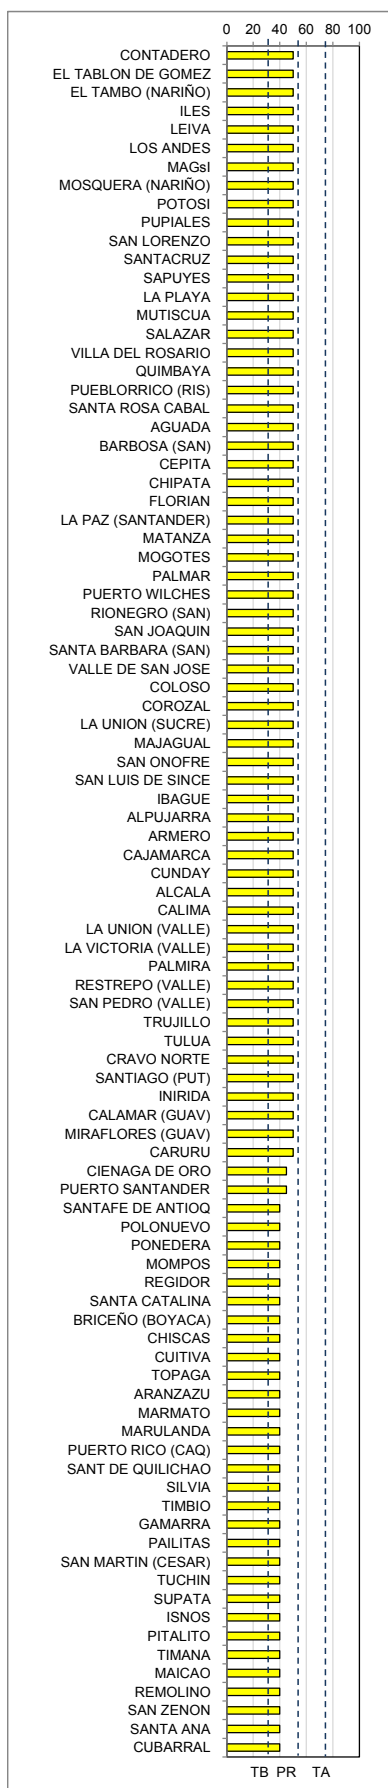 0 20 40 60 80 100
CONTADERO
EL TABLON DE GOMEZ
EL TAMBO (NARIÑO)
ILES
LEIVA
LOS ANDES
MAGsI
MOSQUERA (NARIÑO)
POTOSI
PUPIALES
SAN LORENZO
SANTACRUZ
SAPUYES
LA PLAYA
MUTISCUA
SALAZAR
VILLA DEL ROSARIO
QUIMBAYA
PUEBLORRICO (RIS)
SANTA ROSA CABAL
AGUADA
BARBOSA (SAN)
CEPITA
CHIPATA
FLORIAN
LA PAZ (SANTANDER)
MATANZA
MOGOTES
PALMAR
PUERTO WILCHES
RIONEGRO (SAN)
SAN JOAQUIN
SANTA BARBARA (SAN)
VALLE DE SAN JOSE
COLOSO
COROZAL
LA UNION (SUCRE)
MAJAGUAL
SAN ONOFRE
SAN LUIS DE SINCE
IBAGUE
ALPUJARRA
ARMERO
CAJAMARCA
CUNDAY
ALCALA
CALIMA
LA UNION (VALLE)
LA VICTORIA (VALLE)
PALMIRA
RESTREPO (VALLE)
SAN PEDRO (VALLE)
TRUJILLO
TULUA
CRAVO NORTE
SANTIAGO (PUT)
INIRIDA
CALAMAR (GUAV)
MIRAFLORES (GUAV)
CARURU
CIENAGA DE ORO
PUERTO SANTANDER
SANTAFE DE ANTIOQ
POLONUEVO
PONEDERA
MOMPOS
REGIDOR
SANTA CATALINA
BRICEÑO (BOYACA)
CHISCAS
CUITIVA
TOPAGA
ARANZAZU
MARMATO
MARULANDA
PUERTO RICO (CAQ)
SANT DE QUILICHAO
SILVIA
TIMBIO
GAMARRA
PAILITAS
SAN MARTIN (CESAR)
TUCHIN
SUPATA
ISNOS
PITALITO
TIMANA
MAICAO
REMOLINO
SAN ZENON
SANTA ANA
CUBARRAL
TB PR TA